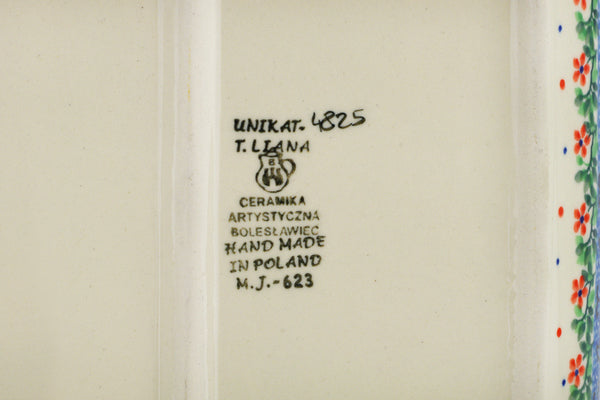 UNIKAT- 4825
T. LIANA
B
CERAMIKA
ARTYSTYCZNA
BOLESŁAWIEC
HAND MADE
IN POLAND
M.J.-623